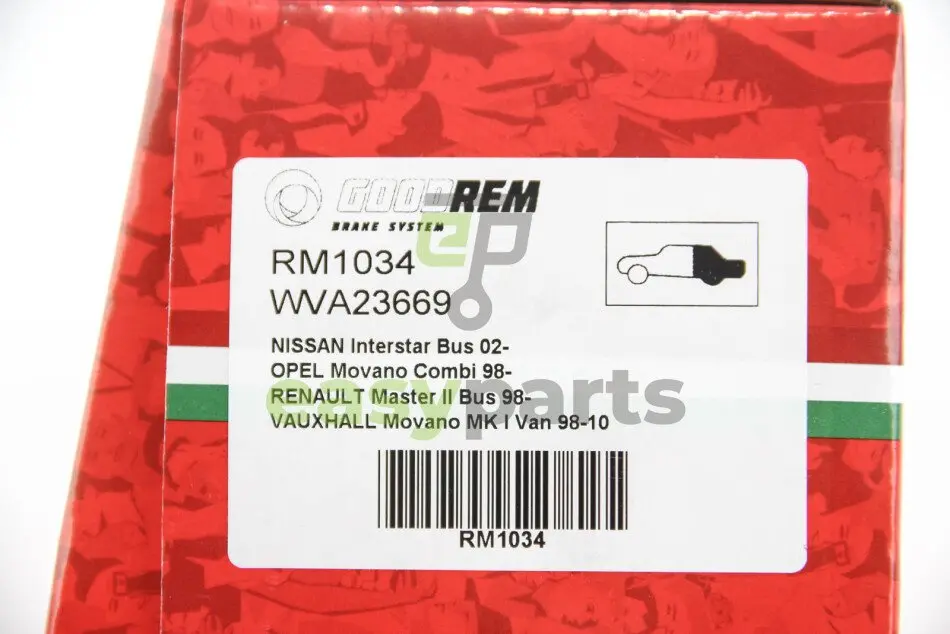 GOODREM
BRAKE SYSTEM
ep
RM1034
WVA23669
NISSAN Interstar Bus 02-
OPEL Movano Combi 98-
RENAULT Master II Bus 98-
VAUXHALL Movano MK I Van 98-10
easyparts
RM1034